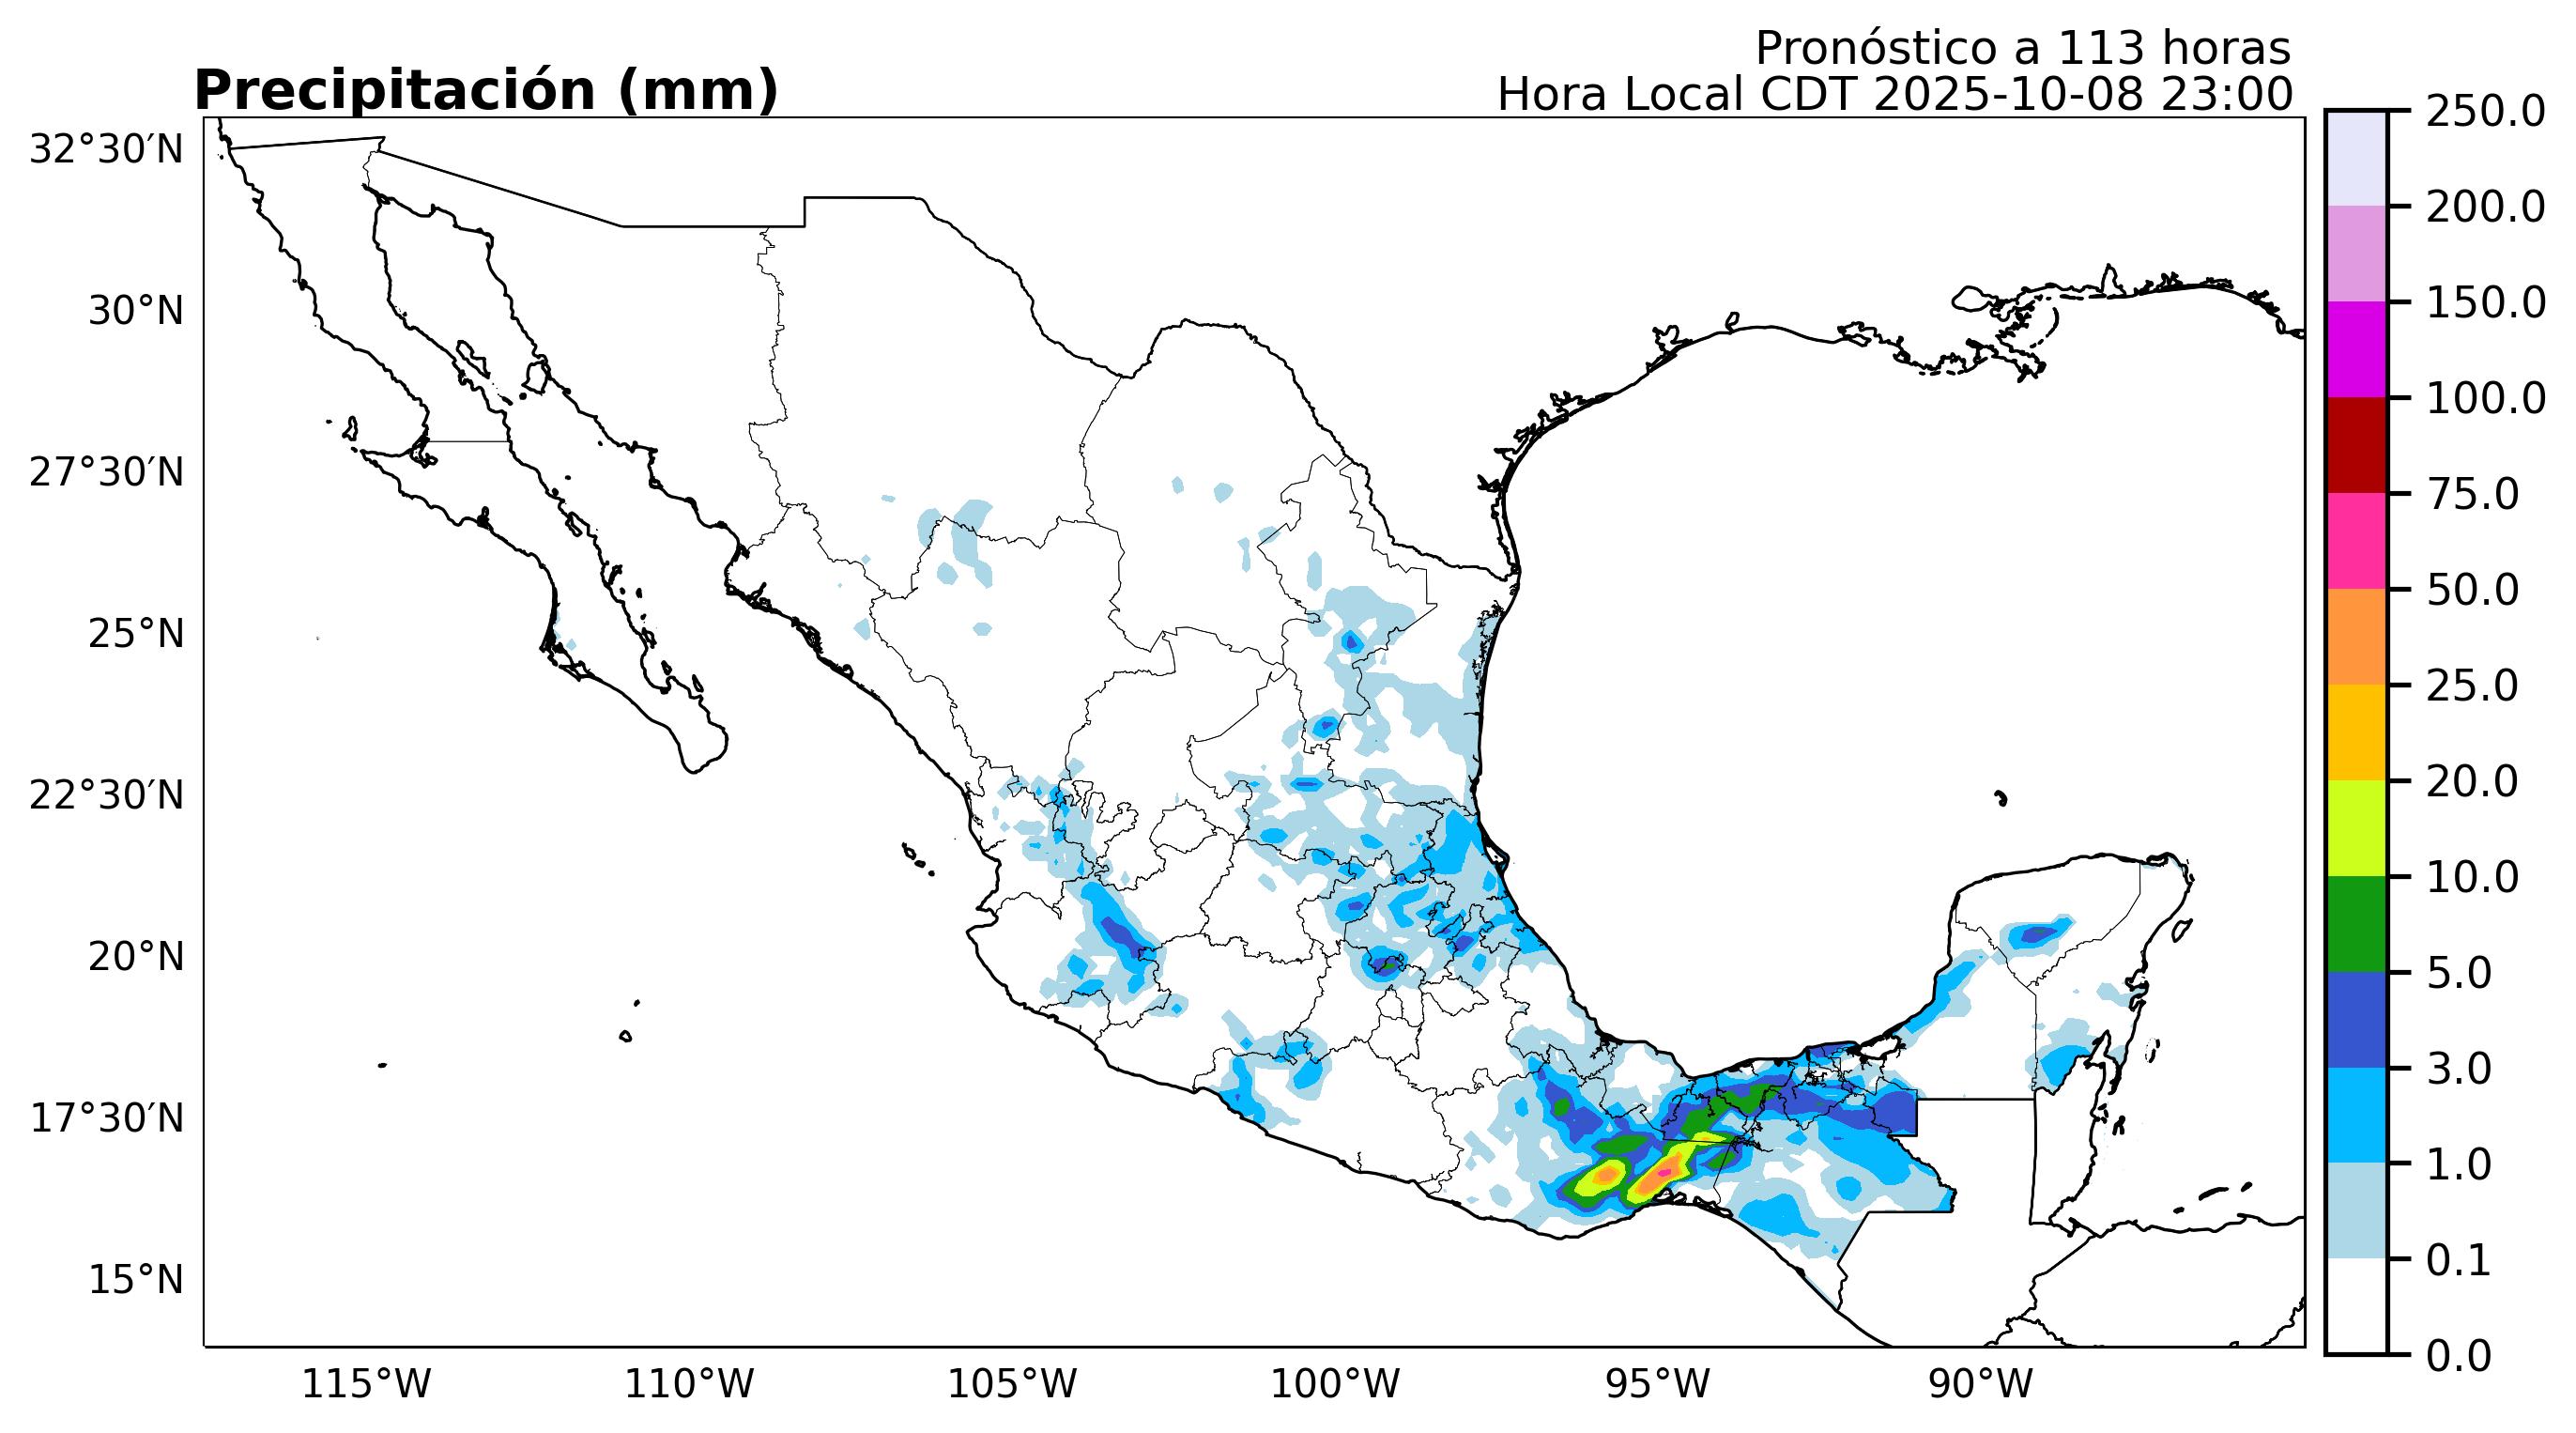 Pronóstico a 113 horas
Precipitación (mm)
Hora Local CDT 2025-10-08 23:00
32°30′N
30°N
27°30′N
25°N
22°30′N
20°N
17°30′N
15°N
115°W
110°W
105°W
100°W
95°W
90°W
250.0
200.0
150.0
100.0
75.0
50.0
25.0
20.0
10.0
5.0
3.0
1.0
0.1
0.0